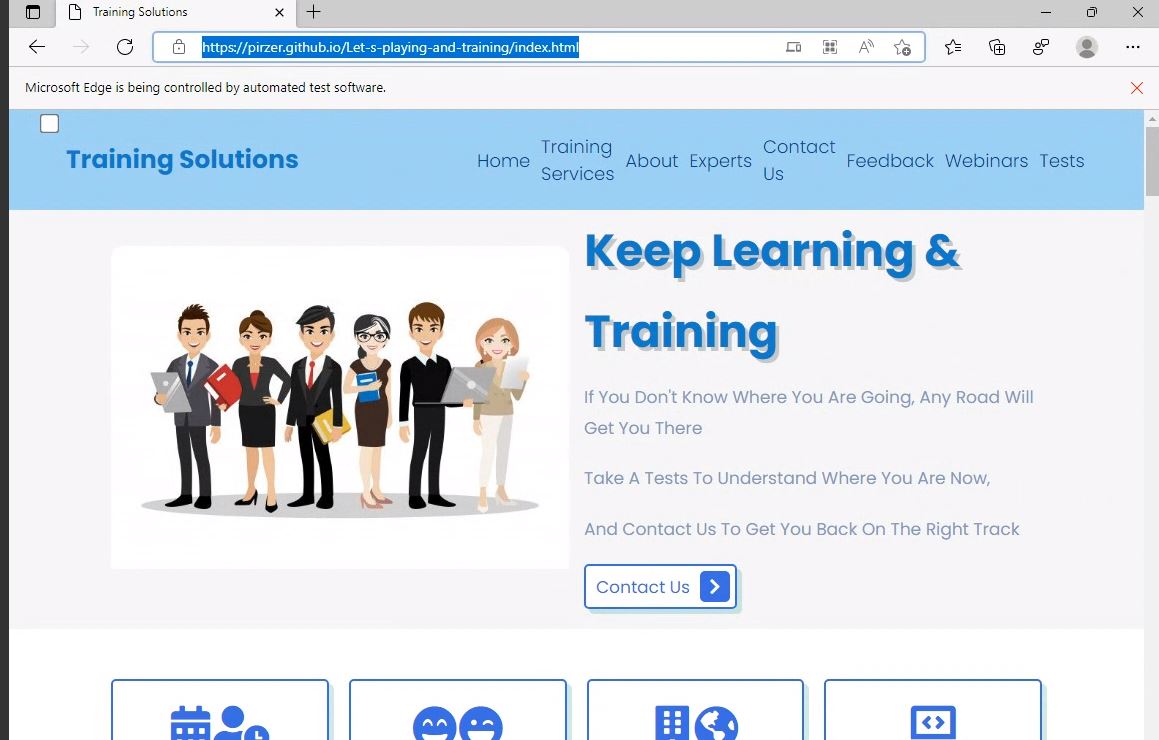 Training Solutions
https://pirzer.github.io/Let-s-playing-and-training/index.html
Microsoft Edge is being controlled by automated test software.
Training Solutions
Home
Training
Services
About
Experts
Contact
Us
Feedback
Webinars
Tests
Keep Learning &
Training
If You Don't Know Where You Are Going, Any Road Will
Get You There
Take A Tests To Understand Where You Are Now,
And Contact Us To Get You Back On The Right Track
Contact Us